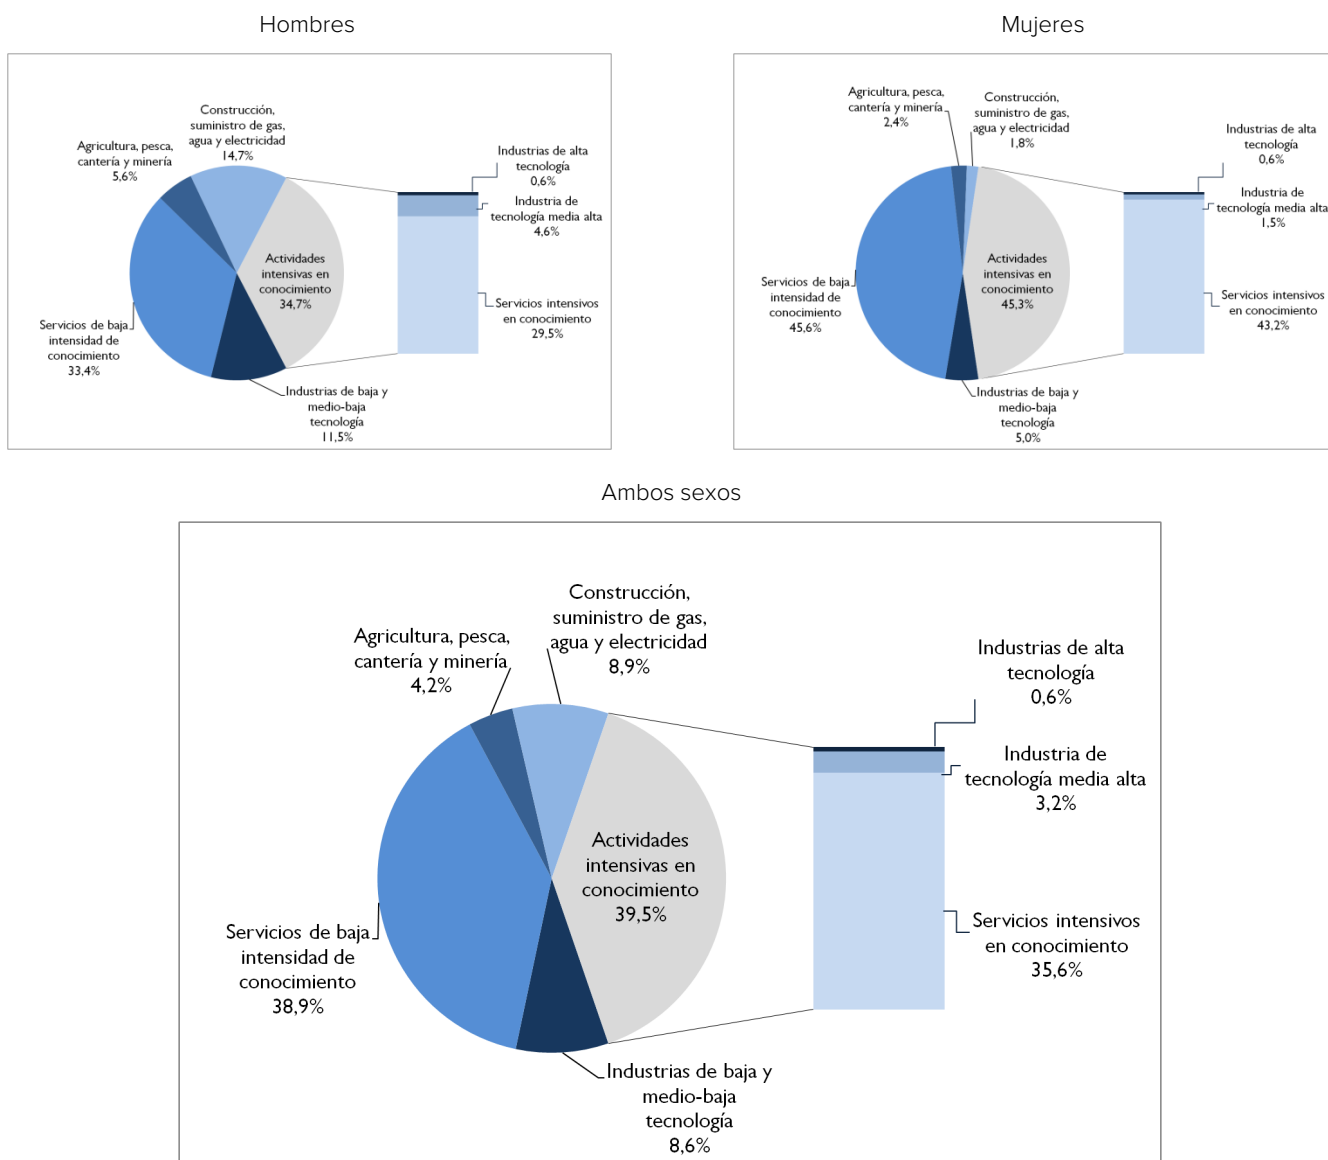 Hombres
Construcción,
suministro de gas,
agua y electricidad
14,7%
Agricultura, pesca,
cantería y minería
5,6%
Industrias de alta
tecnología
0,6%
Industria de
tecnología media alta
4,6%
Actividades
intensivas en
conocimiento
34,7%
Servicios intensivos
en conocimiento
29,5%
Servicios de baja
intensidad de
conocimiento
33,4%
Industrias de baja y
medio-baja
tecnología
11,5%
Mujeres
Agricultura, pesca,
cantería y minería
2,4%
Construcción,
suministro de gas,
agua y electricidad
1,8%
Industrias de alta
tecnología
0,6%
Industria de
tecnología media alta
1,5%
Actividades
intensivas en
conocimiento
45,3%
Servicios de baja
intensidad de
conocimiento
45,6%
Servicios intensivos
en conocimiento
43,2%
Industrias de baja y
medio-baja
tecnología
5,0%
Ambos sexos
Construcción,
suministro de gas,
agua y electricidad
8,9%
Agricultura, pesca,
cantería y minería
4,2%
Industrias de alta
tecnología
0,6%
Industria de
tecnología media alta
3,2%
Actividades
intensivas en
conocimiento
39,5%
Servicios de baja
intensidad de
conocimiento
38,9%
Servicios intensivos
en conocimiento
35,6%
Industrias de baja y
medio-baja
tecnología
8,6%